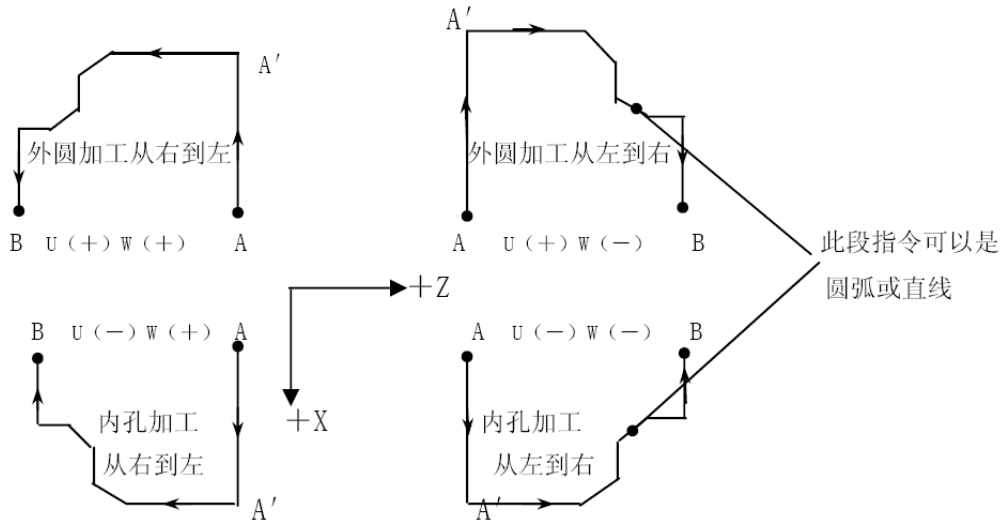 A′
A′
外圆加工从右到左
外圆加工从左到右
B U（＋）W（＋） A
A U（＋）W（－） B
此段指令可以是
圆弧或直线
＋Z
＋X
B U（－）W（＋） A
A U（－）W（－） B
内孔加工
从右到左
内孔加工
从左到右
A′
A′